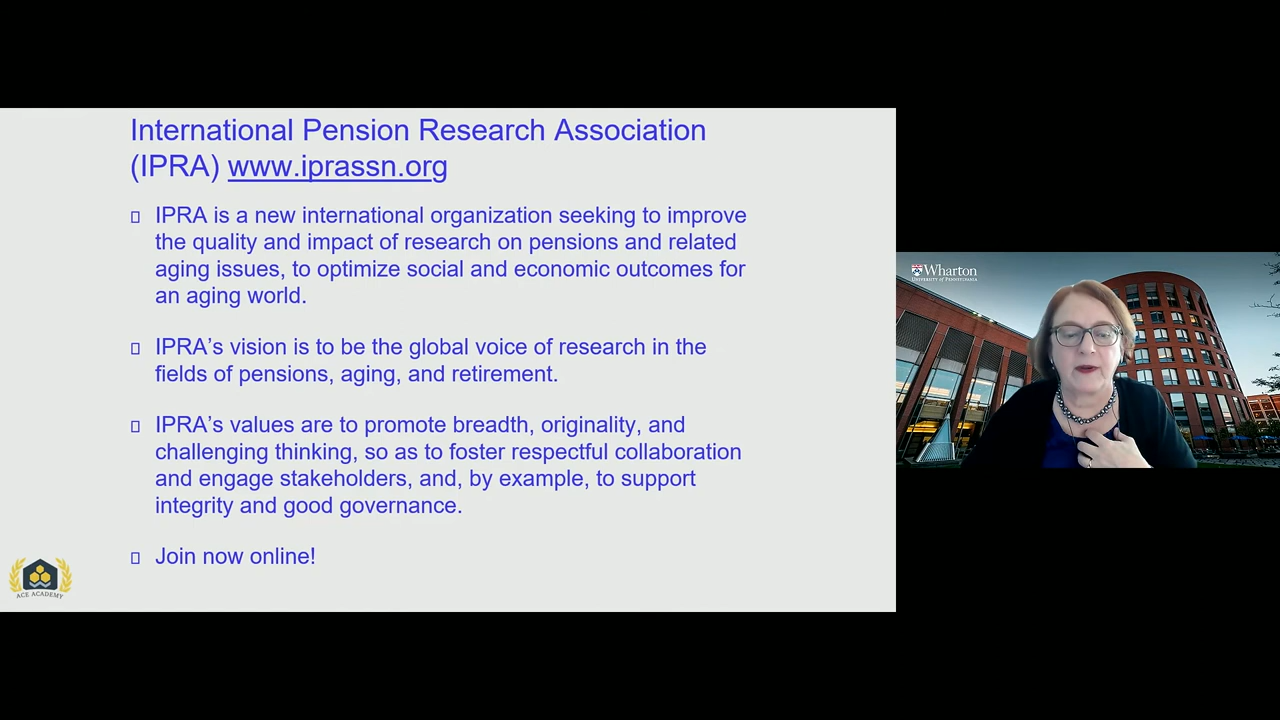 International Pension Research Association
(IPRA) www.iprassn.org
IPRA is a new international organization seeking to improve
the quality and impact of research on pensions and related
aging issues, to optimize social and economic outcomes for
an aging world.
IPRA’s vision is to be the global voice of research in the
fields of pensions, aging, and retirement.
IPRA’s values are to promote breadth, originality, and
challenging thinking, so as to foster respectful collaboration
and engage stakeholders, and, by example, to support
integrity and good governance.
Join now online!
ACE ACADEMY
Wharton
UNIVERSITY of PENNSYLVANIA